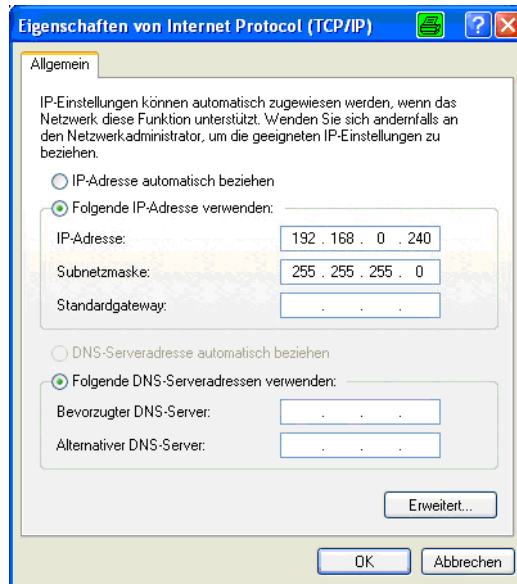 Eigenschaften von Internet Protocol (TCP/IP)
Allgemein
IP-Einstellungen können automatisch zugewiesen werden, wenn das
Netzwerk diese Funktion unterstützt. Wenden Sie sich andernfalls an
den Netzwerkadministrator, um die geeigneten IP-Einstellungen zu
beziehen.
IP-Adresse automatisch beziehen
Folgende IP-Adresse verwenden:
IP-Adresse: 192 . 168 . 0 . 240
Subnetzmaske: 255 . 255 . 255 . 0
Standardgateway: . . .
DNS-Serveradresse automatisch beziehen
Folgende DNS-Serveradressen verwenden:
Bevorzugter DNS-Server: . . .
Alternativer DNS-Server: . . .
Erweitert...
OK Abbrechen